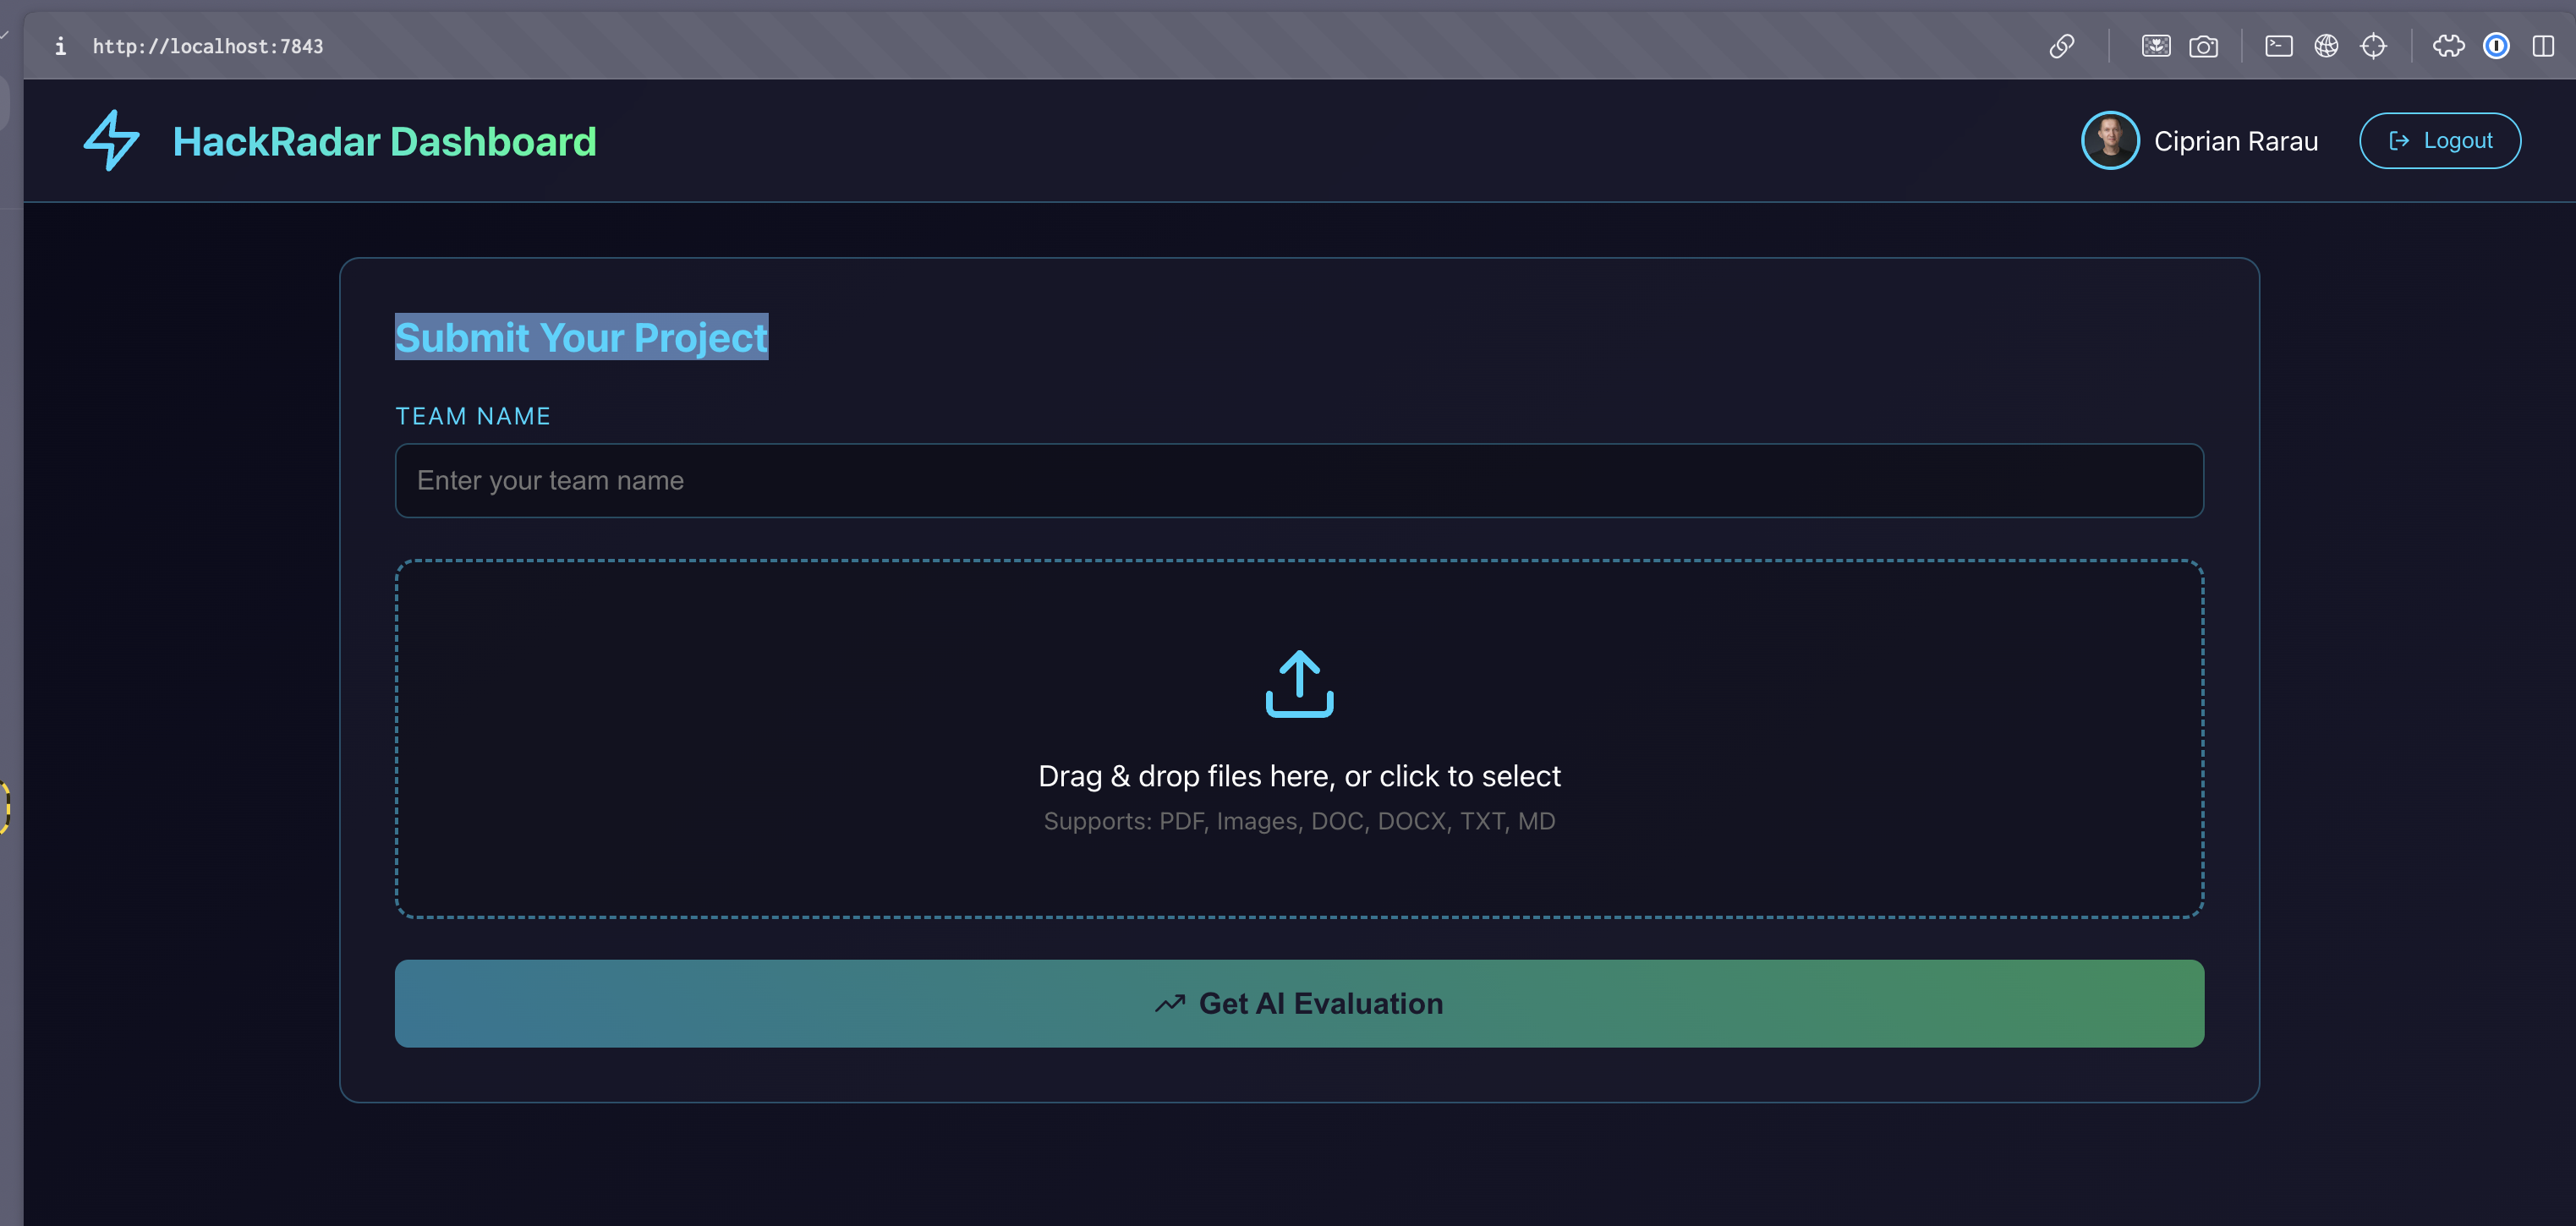 http://localhost:7843
HackRadar Dashboard
Ciprian Rarau
Logout
Submit Your Project
TEAM NAME
Enter your team name
Drag & drop files here, or click to select
Supports: PDF, Images, DOC, DOCX, TXT, MD
Get AI Evaluation